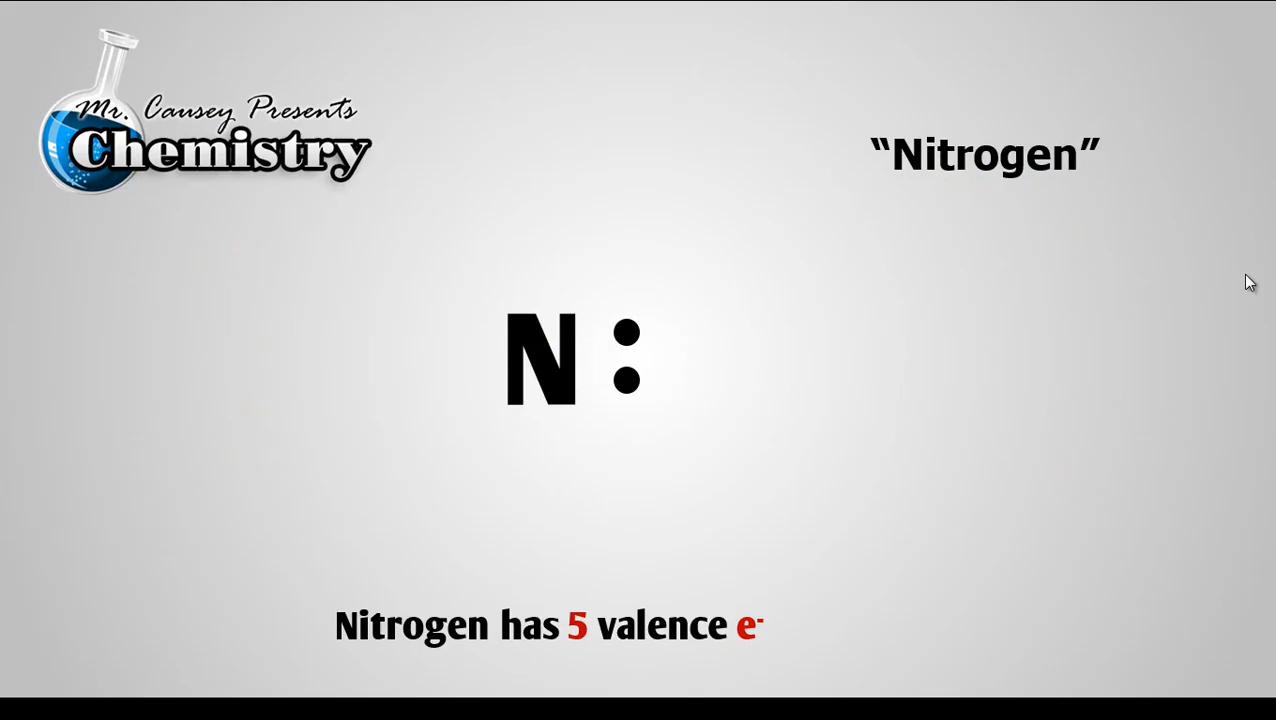 Mr. Causey Presents
Chemistry
“Nitrogen”
N :
Nitrogen has 5 valence e⁻